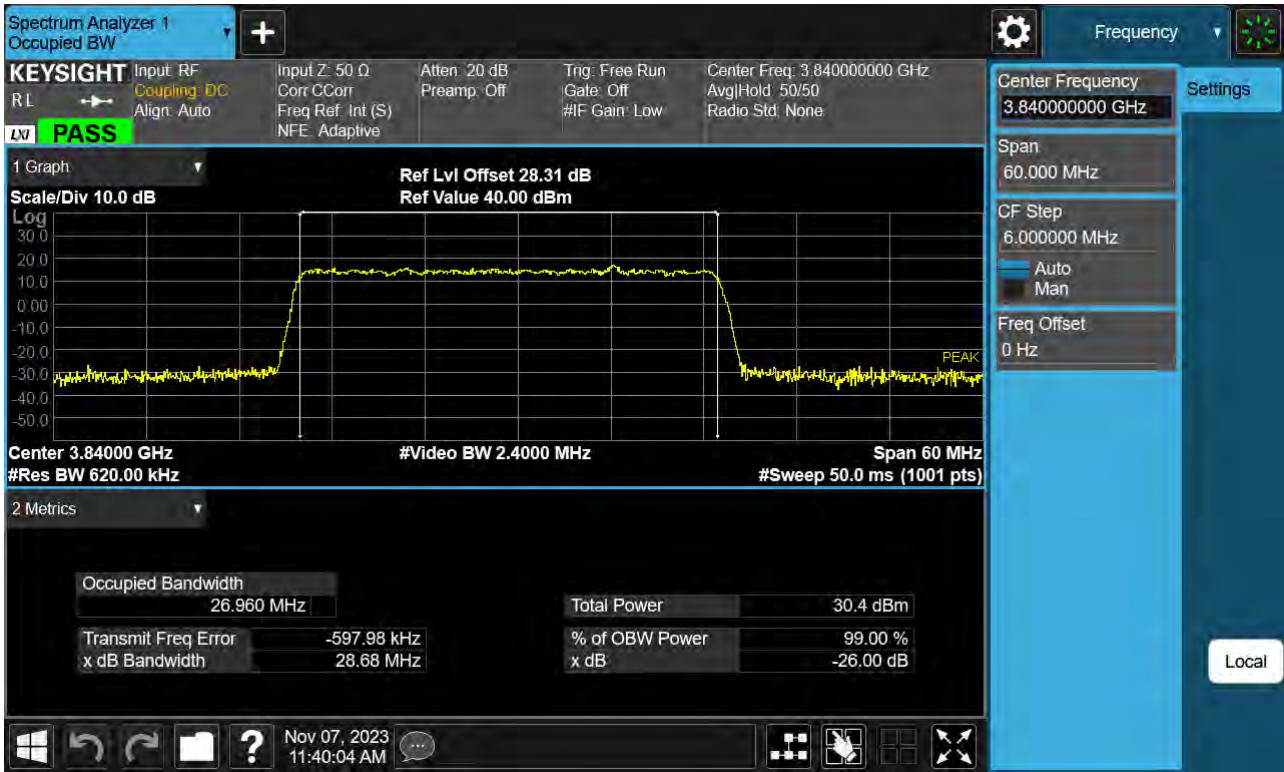 Spectrum Analyzer 1
Occupied BW
+
Frequency
KEYSIGHT
RL
LXI
PASS
Input: RF
Coupling: DC
Align: Auto
Input Z: 50 Ω
Corr CCorr
Freq Ref: Int (S)
NFE: Adaptive
Atten: 20 dB
Preamp: Off
Trig: Free Run
Gate: Off
#IF Gain: Low
Center Freq: 3.840000000 GHz
Avg|Hold: 50/50
Radio Std: None
Center Frequency
3.840000000 GHz
Settings
Span
60.000 MHz
CF Step
6.000000 MHz
Auto
Man
Freq Offset
0 Hz
Local
1 Graph
Scale/Div 10.0 dB
Ref Lvl Offset 28.31 dB
Ref Value 40.00 dBm
Log
30.0
20.0
10.0
0.00
-10.0
-20.0
-30.0
-40.0
-50.0
PEAK
Center 3.84000 GHz
#Video BW 2.4000 MHz
Span 60 MHz
#Res BW 620.00 kHz
#Sweep 50.0 ms (1001 pts)
2 Metrics
Occupied Bandwidth
26.960 MHz
Total Power 30.4 dBm
Transmit Freq Error -597.98 kHz
% of OBW Power 99.00 %
x dB Bandwidth 28.68 MHz
x dB -26.00 dB
?
Nov 07, 2023
11:40:04 AM